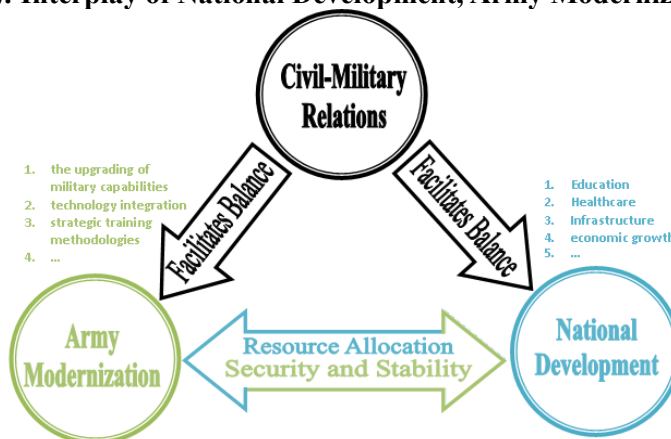 Interplay of National Development, Army
Civil-Military
Relations
Facilitates Balance
Facilitates Balance
1. the upgrading of
military capabilities
2. technology integration
3. strategic training
methodologies
4. ...
1. Education
2. Healthcare
3. Infrastructure
4. economic growth
5. ...
Army
Modernization
Resource Allocation
Security and Stability
National
Development